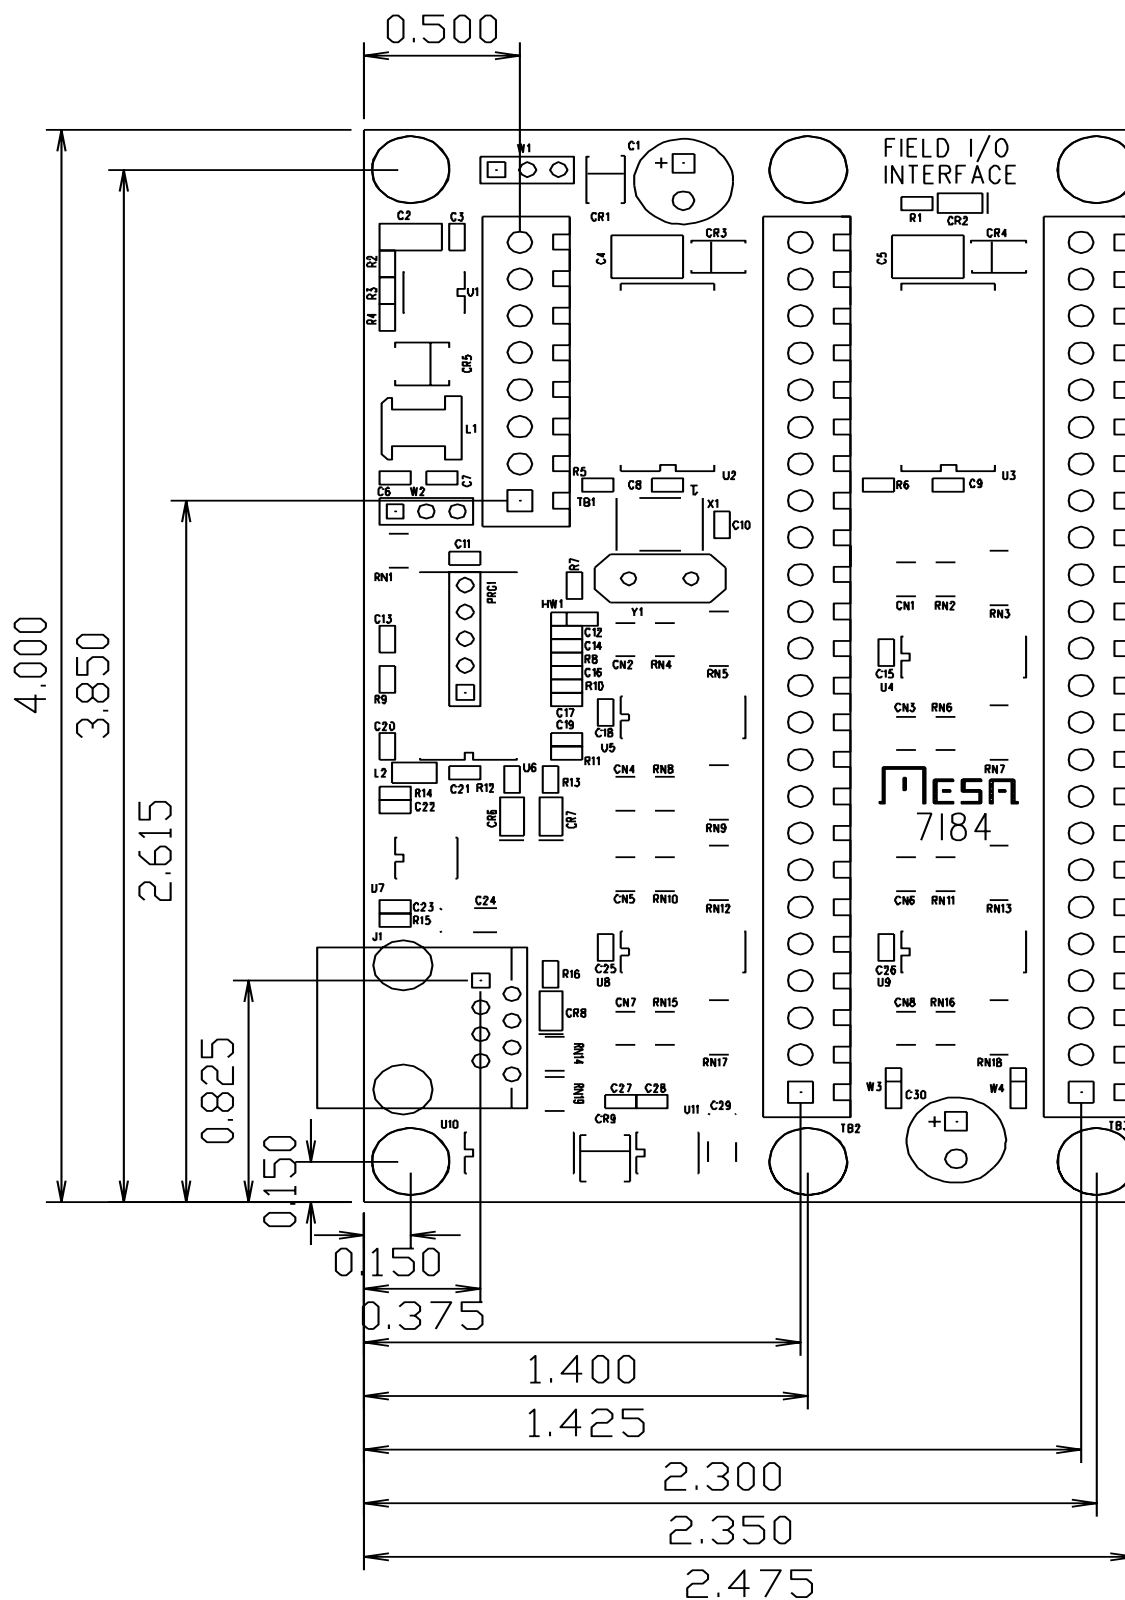 0.500
W1
C1
+
FIELD I/O
INTERFACE
CR1
R1
CR2
C2
C3
C4
CR3
C5
CR4
R2
R3
R4
U1
CR5
L1
C6
W2
C7
R5
TB1
C8
1
U2
X1
C10
R6
C9
U3
RN1
C11
PRG1
R7
HW1
Y1
C12
C14
R8
C16
R10
C17
C19
R11
CN2
RN4
RN5
CN1
RN2
RN3
C13
R9
C15
U4
C18
U5
CN3
RN6
C20
L2
C21
R12
U6
R13
CN4
RN8
RN7
R14
C22
CR6
CR7
RN9
MESA
7I84
U7
C23
R15
C24
CN5
RN10
RN12
CN6
RN11
RN13
J1
R16
C25
U8
C26
U9
CR8
CN7
RN15
CN8
RN16
RN14
RN17
RN18
RN19
C27
C28
CR9
U11
C29
W3
C30
W4
U10
TB2
+
TB3
4.000
3.850
2.615
0.825
0.150
0.150
0.375
1.400
1.425
2.300
2.350
2.475